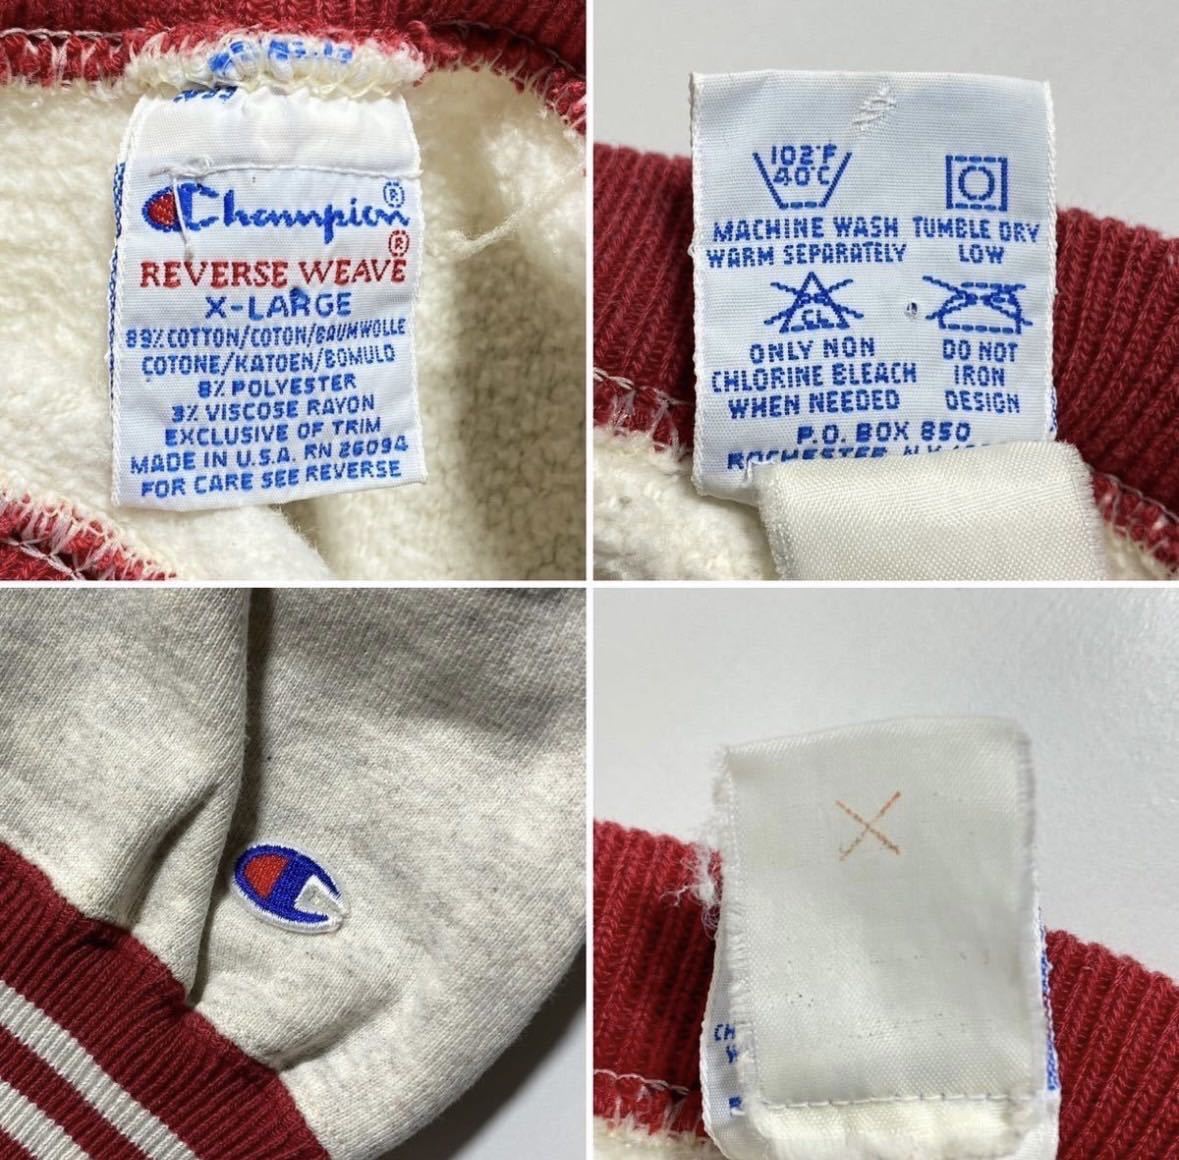 Champion®
REVERSE WEAVE®
X-LARGE
89% COTTON/COTON/BAUMWOLLE
COTONE/KATOEN/BOMULD
8% POLYESTER
3% VISCOSE RAYON
EXCLUSIVE OF TRIM
MADE IN U.S.A. RN 26094
FOR CARE SEE REVERSE
102°F
40°C
MACHINE WASH
WARM SEPARATELY
TUMBLE DRY
LOW
CL
ONLY NON
CHLORINE BLEACH
WHEN NEEDED
DO NOT
IRON
DESIGN
P.O. BOX 850
ROCHESTER, N.Y.
CH
W